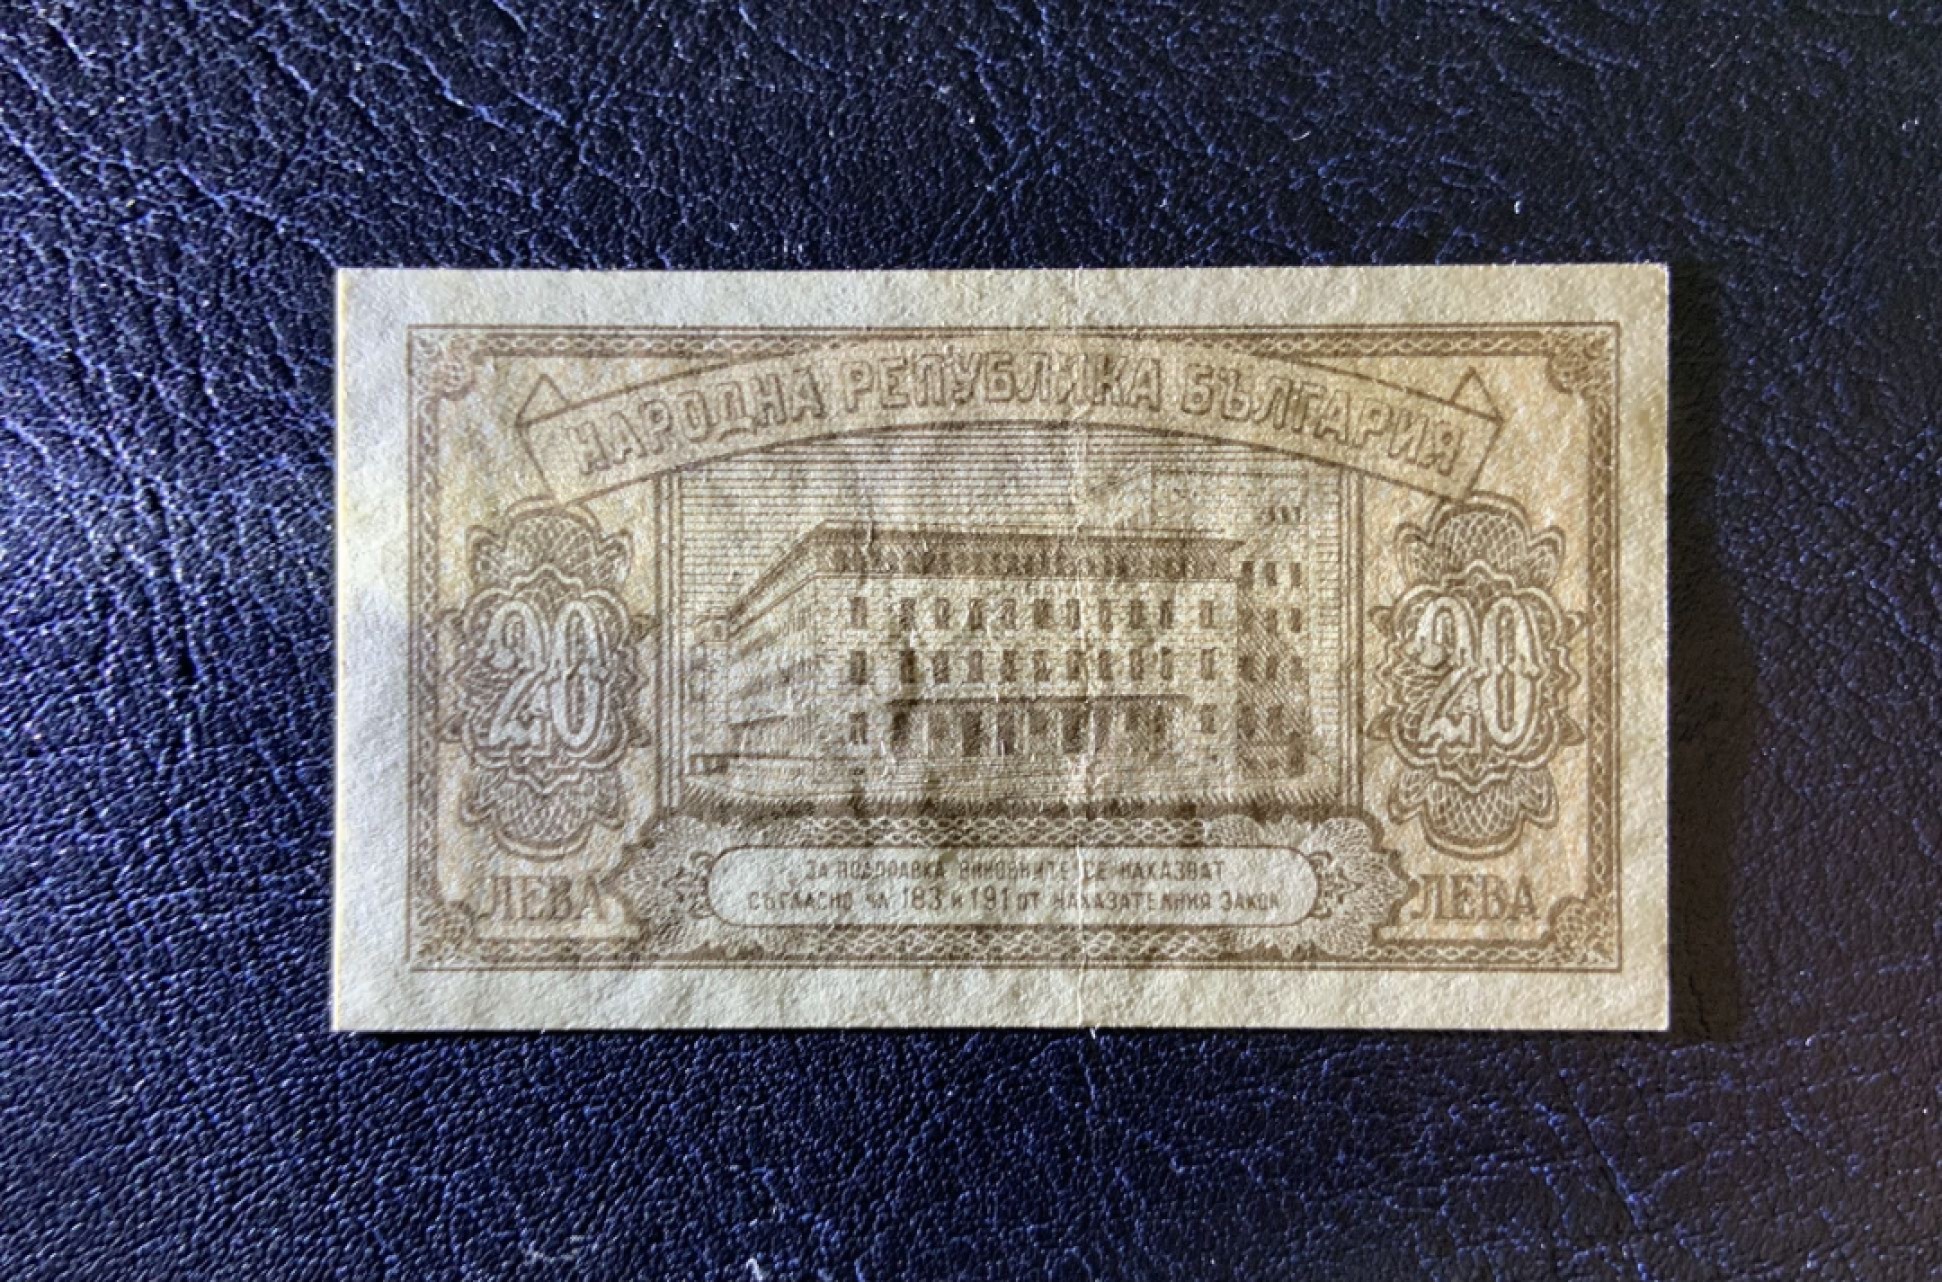 НАРОДНА РЕПУБЛИКА БЪЛГАРИЯ
20
20
ЛЕВА
ЛЕВА
ЗА ПОДПРАВКА ВИНОВНИТЕ СЕ НАКАЗВАТ
СЪГЛАСНО ЧЛ 183 И 191 ОТ НАКАЗАТЕЛНИЯ ЗАКОН